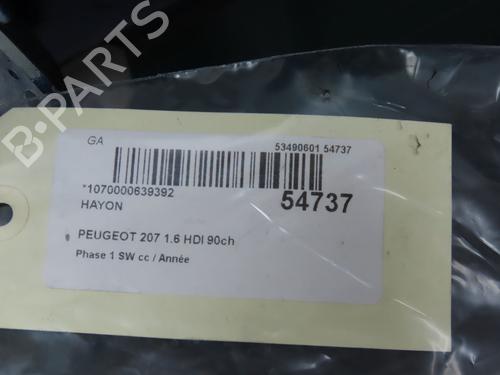 B-PARTS
GA
53490601 54737
*1070000639392
54737
HAYON
PEUGEOT 207 1.6 HDI 90ch
Phase 1 SW cc / Année